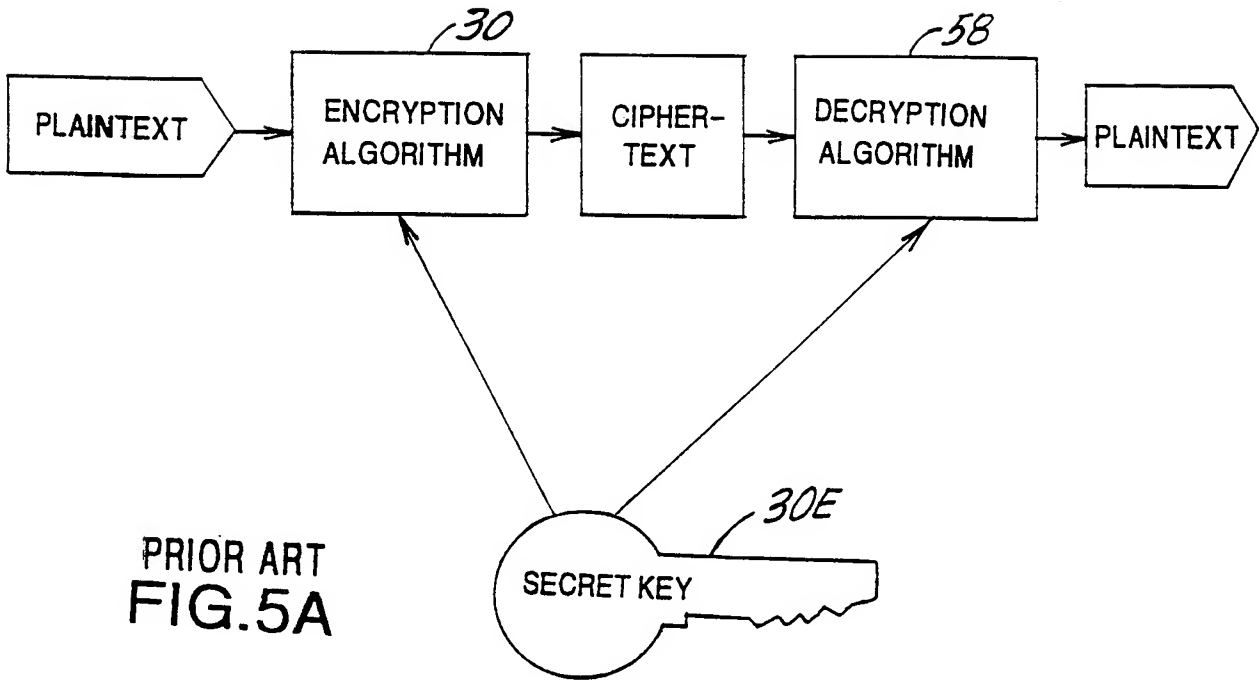 30
58
PLAINTEXT
ENCRYPTION
ALGORITHM
CIPHER-
TEXT
DECRYPTION
ALGORITHM
PLAINTEXT
30E
SECRET KEY
PRIOR ART
FIG.5A